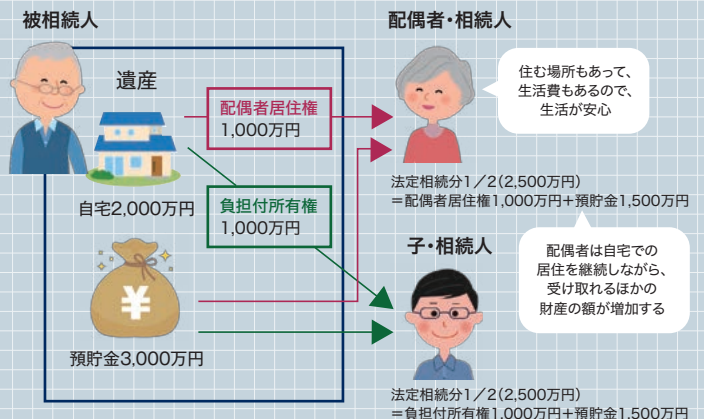 被相続人
遺産
自宅2,000万円
¥
預貯金3,000万円
配偶者居住権
1,000万円
負担付所有権
1,000万円
配偶者・相続人
住む場所もあって、
生活費もあるので、
生活が安心
法定相続分1／2(2,500万円)
＝配偶者居住権1,000万円＋預貯金1,500万円
配偶者は自宅での
居住を継続しながら、
受け取れるほかの
財産の額が増加する
子・相続人
法定相続分1／2(2,500万円)
＝負担付所有権1,000万円＋預貯金1,500万円